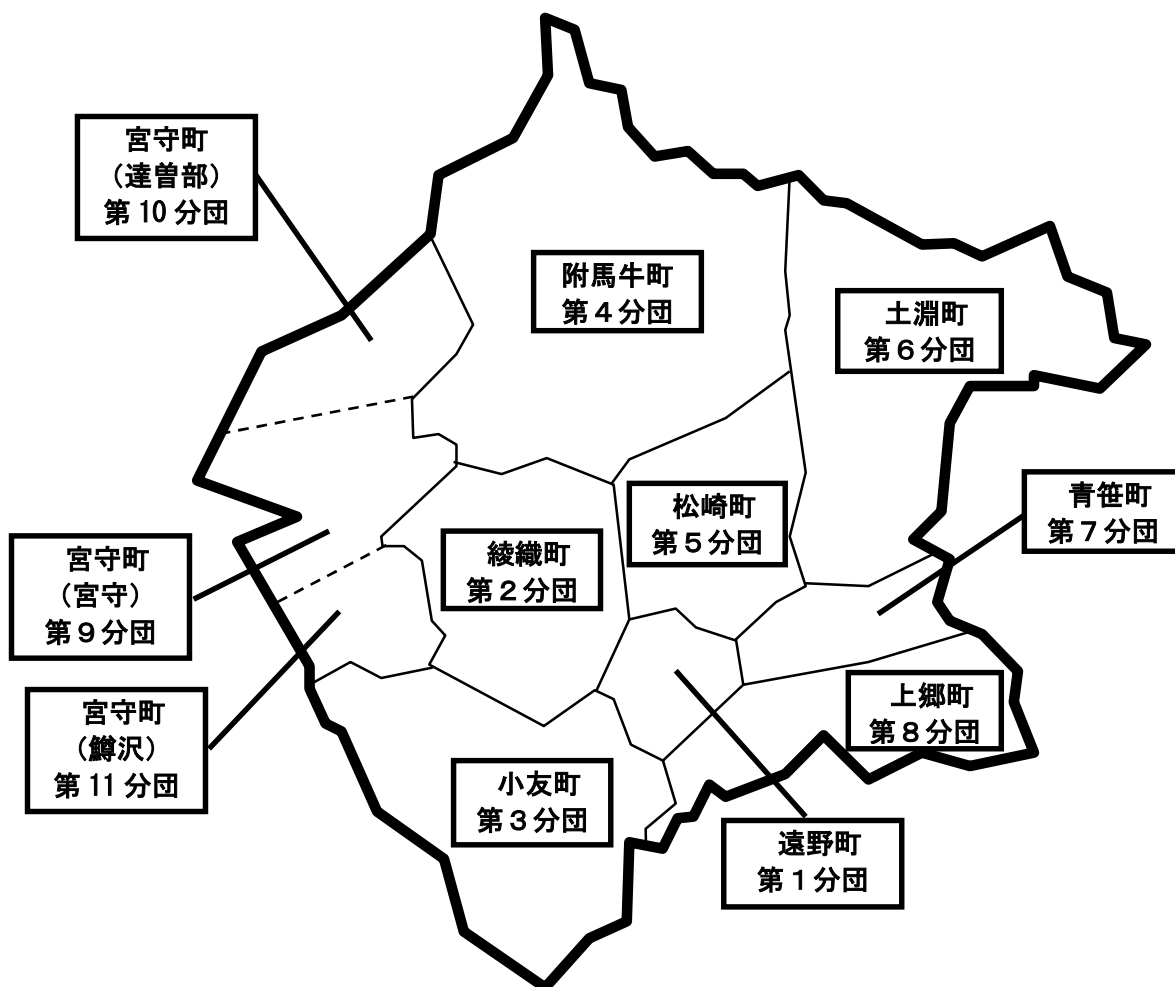 宮守町
（達曽部）
第10分団
附馬牛町
第４分団
土淵町
第６分団
松崎町
第５分団
青笹町
第７分団
綾織町
第２分団
宮守町
（宮守）
第９分団
宮守町
（鱒沢）
第11分団
上郷町
第８分団
小友町
第３分団
遠野町
第１分団